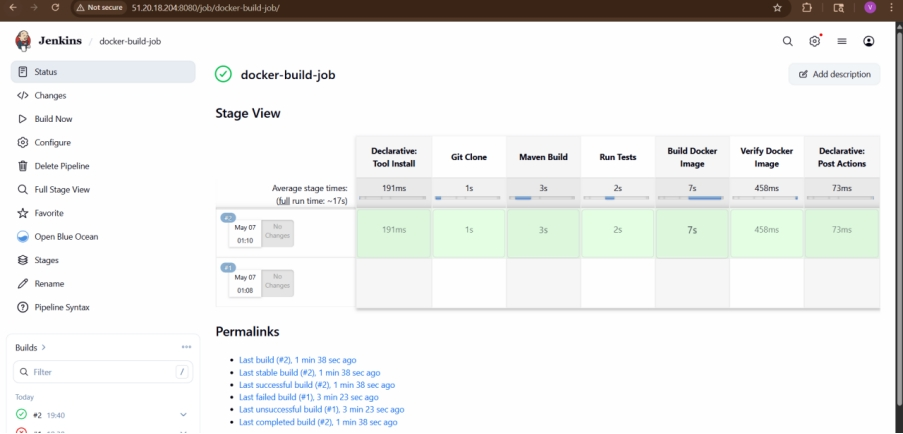 Not secure 51.20.18.204:8080/job/docker-build-job/
V
Jenkins / docker-build-job
Status
Changes
Build Now
Configure
Delete Pipeline
Full Stage View
Favorite
Open Blue Ocean
Stages
Rename
Pipeline Syntax
Builds >
Filter /
Today
#2 19:40
docker-build-job
Add description
Stage View
Declarative: Tool Install
Git Clone
Maven Build
Run Tests
Build Docker Image
Verify Docker Image
Declarative: Post Actions
Average stage times: 191ms 1s 3s 2s 7s 458ms 73ms
(full run time: ~17s)
#2
May 07
01:10
No Changes
191ms 1s 3s 2s 7s 458ms 73ms
#1
May 07
01:08
No Changes
Permalinks
Last build (#2), 1 min 38 sec ago
Last stable build (#2), 1 min 38 sec ago
Last successful build (#2), 1 min 38 sec ago
Last failed build (#1), 3 min 23 sec ago
Last unsuccessful build (#1), 3 min 23 sec ago
Last completed build (#2), 1 min 38 sec ago